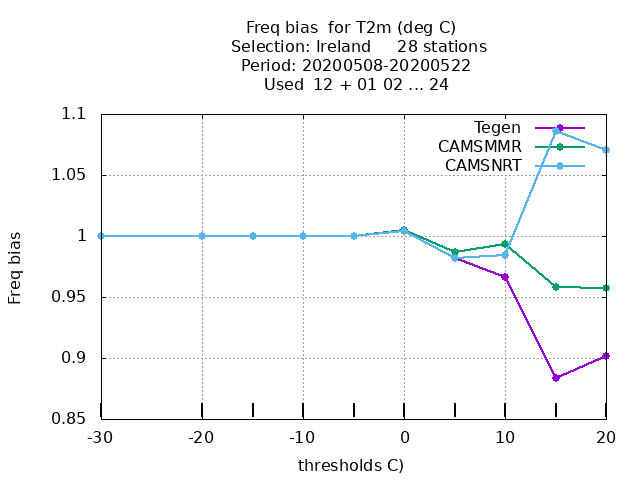 Freq bias  for T2m (deg C)
Selection: Ireland     28 stations
Period: 20200508-20200522
Used  12 + 01 02 ... 24
1.1
1.05
1
0.95
0.9
0.85
Freq bias
Tegen
CAMSMMR
CAMSNRT
-30 -20 -10 0 10 20
thresholds C)